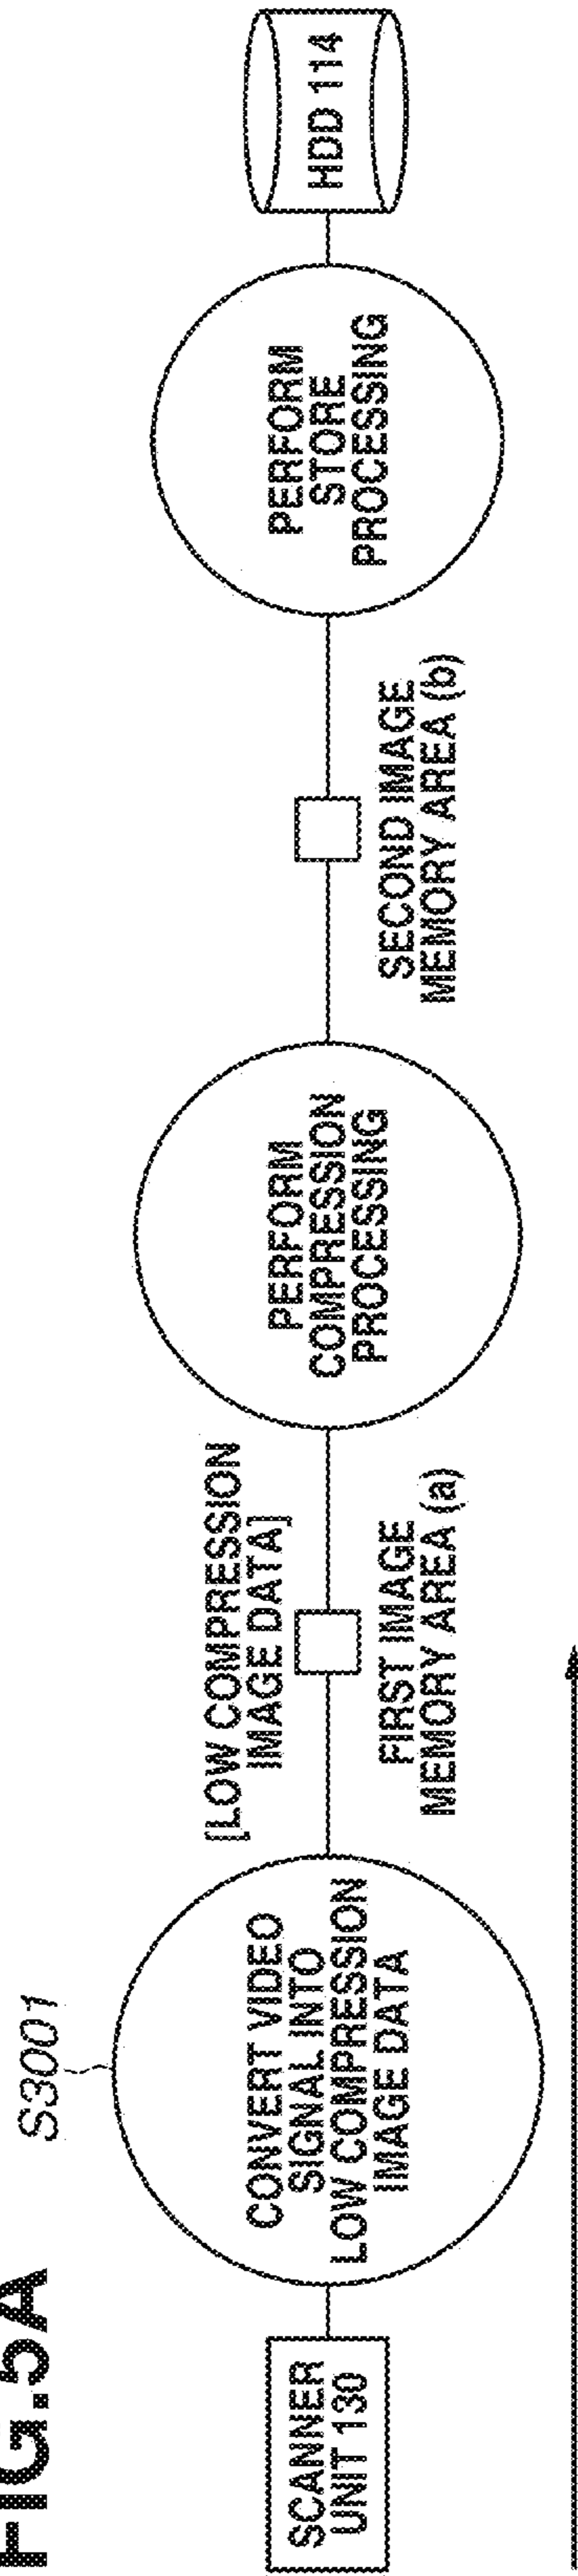 FIG.5A
S3001
SCANNER
UNIT 130
CONVERT VIDEO
SIGNAL INTO
LOW COMPRESSION
IMAGE DATA
[LOW COMPRESSION
IMAGE DATA]
FIRST IMAGE
MEMORY AREA (a)
PERFORM
COMPRESSION
PROCESSING
SECOND IMAGE
MEMORY AREA (b)
PERFORM
STORE
PROCESSING
HDD 114